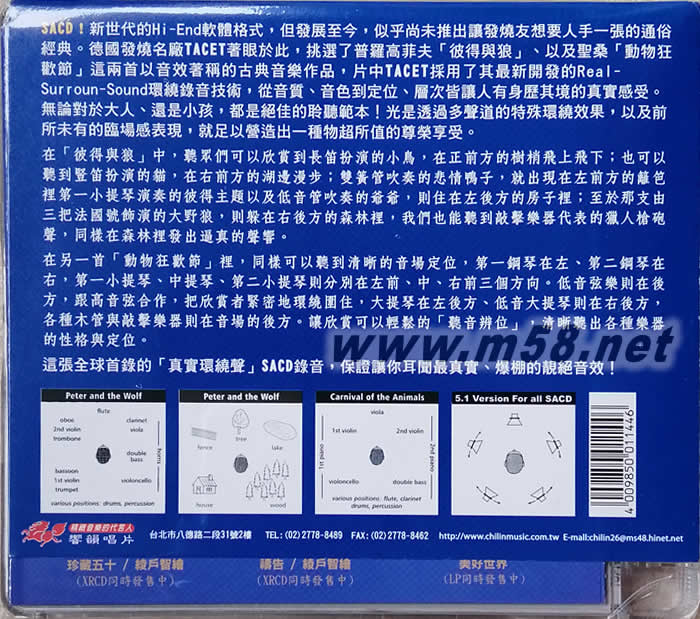 SACD！新世代的Hi-End軟體格式，但發展至今，似乎尚未推出讓發燒友想要人手一張的通俗
經典。德國發燒名廠TACET著眼於此，挑選了普羅高菲夫「彼得與狼」、以及聖桑「動物狂
歡節」這兩首以音效著稱的古典音樂作品，片中TACET採用了其最新開發的Real-
Surroun-Sound環繞錄音技術，從音質、音色到定位、層次皆讓人有身歷其境的真實感受。
無論對於大人、還是小孩，都是絕佳的聆聽範本！光是透過多聲道的特殊環繞效果，以及前
所未有的臨場感表現，就足以營造出一種物超所值的尊榮享受。
在「彼得與狼」中，聽眾們可以欣賞到長笛扮演的小鳥，在正前方的樹梢飛上飛下；也可以
聽到豎笛扮演的貓，在右前方的湖邊漫步；雙簧管吹奏的悲情鴨子，就出現在左前方的籬笆
裡第一小提琴演奏的彼得主題以及低音管吹奏的爺爺，則住在左後方的房子裡；至於那支由
三把法國號飾演的大野狼，則躲在右後方的森林裡，我們也能聽到敲擊樂器代表的獵人槍砲
聲，同樣在森林裡發出逼真的聲響。
在另一首「動物狂歡節」裡，同樣可以聽到清晰的音場定位，第一鋼琴在左、第二鋼琴在
右，第一小提琴、中提琴、第二小提琴則分別在左前、中、右前三個方向。低音弦樂則在後
方，跟高音弦合作，把欣賞者緊密地環繞圍住，大提琴在左後方、低音大提琴則在右後方，
各種木管與敲擊樂器則在音場的後方。讓欣賞可以輕鬆的「聽音辨位」，清晰聽出各種樂器
的性格與定位。
www.m58.net
這張全球首錄的「真實環繞聲」SACD錄音，保證讓你耳聞最真實、爆棚的靚絕音效！
Peter and the Wolf
flute
oboe
clarinet
2nd violin
viola
trombone
double
bass
horns
bassoon
1st violin
violoncello
trumpet
various positions: drums, percussion
Peter and the Wolf
fence
tree
lake
house
wood
Carnival of the Animals
viola
1st violin
2nd violin
1st piano
2nd piano
violoncello
double bass
various positions: flute, clarinet
drums, percussion
5.1 Version For all SACD
4 009850 011446
精緻音樂的代言人
響韻唱片
台北市八德路二段31號2樓
TEL: (02) 2778-8489
FAX: (02) 2778-8462
http://www.chilinmusic.com.tw E-mail:chilin26@ms48.hinet.net
珍藏五十 / 綾戶智繪
(XRCD同時發售中)
禱告 / 綾戶智繪
(XRCD同時發售中)
美好世界
(LP同時發售中)